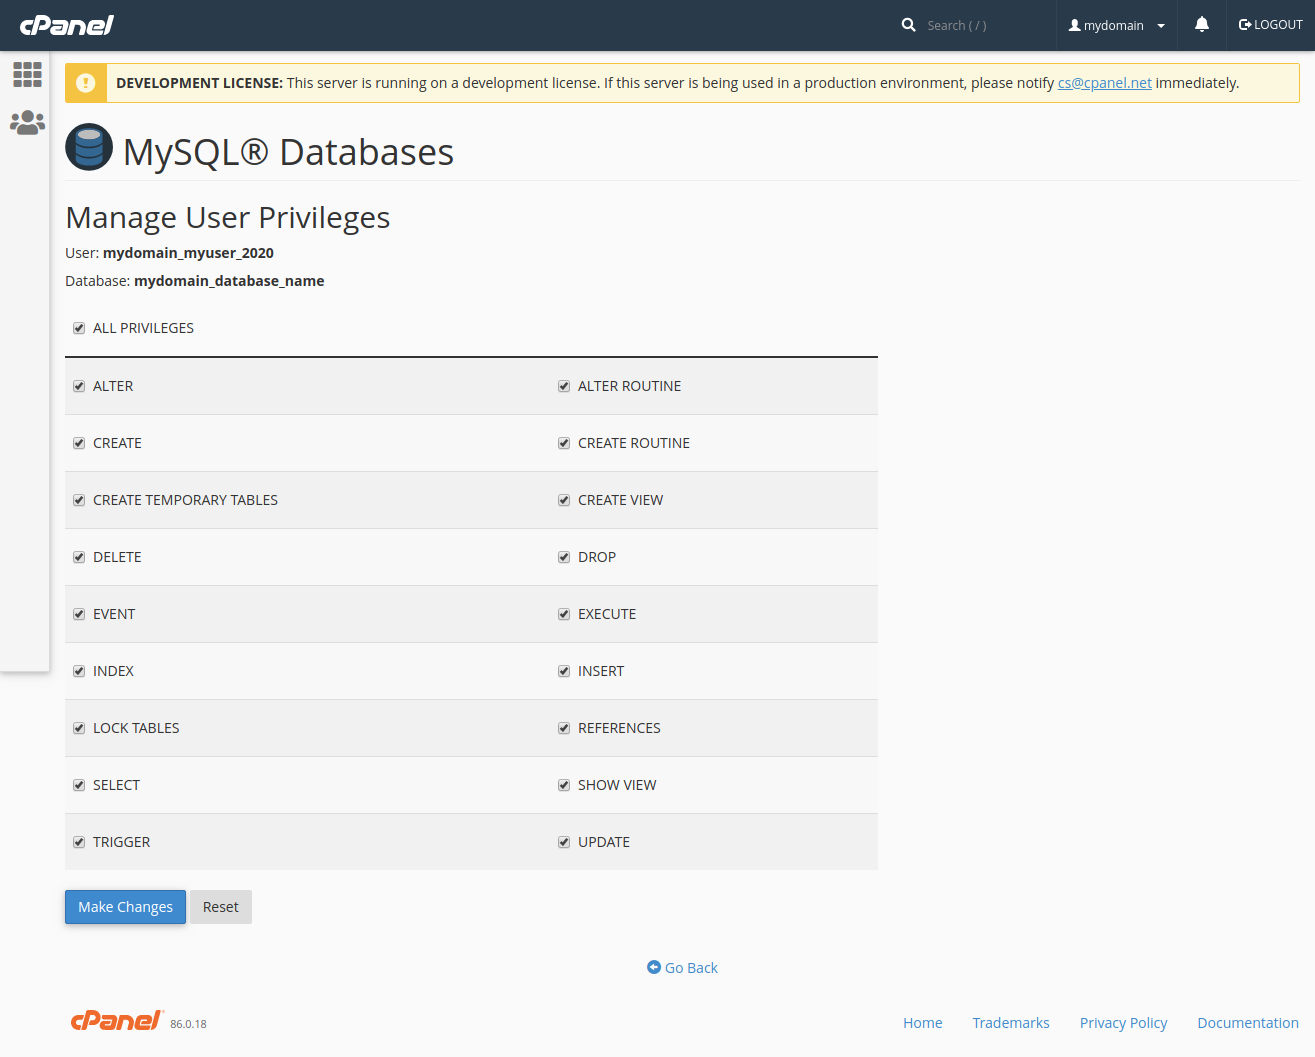 cPanel Search ( / ) mydomain LOGOUT
DEVELOPMENT LICENSE: This server is running on a development license. If this server is being used in a production environment, please notify cs@cpanel.net immediately.
MySQL® Databases
Manage User Privileges
User: mydomain_myuser_2020
Database: mydomain_database_name
ALL PRIVILEGES
ALTER ALTER ROUTINE
CREATE CREATE ROUTINE
CREATE TEMPORARY TABLES CREATE VIEW
DELETE DROP
EVENT EXECUTE
INDEX INSERT
LOCK TABLES REFERENCES
SELECT SHOW VIEW
TRIGGER UPDATE
Make Changes Reset
Go Back
cPanel 86.0.18 Home Trademarks Privacy Policy Documentation